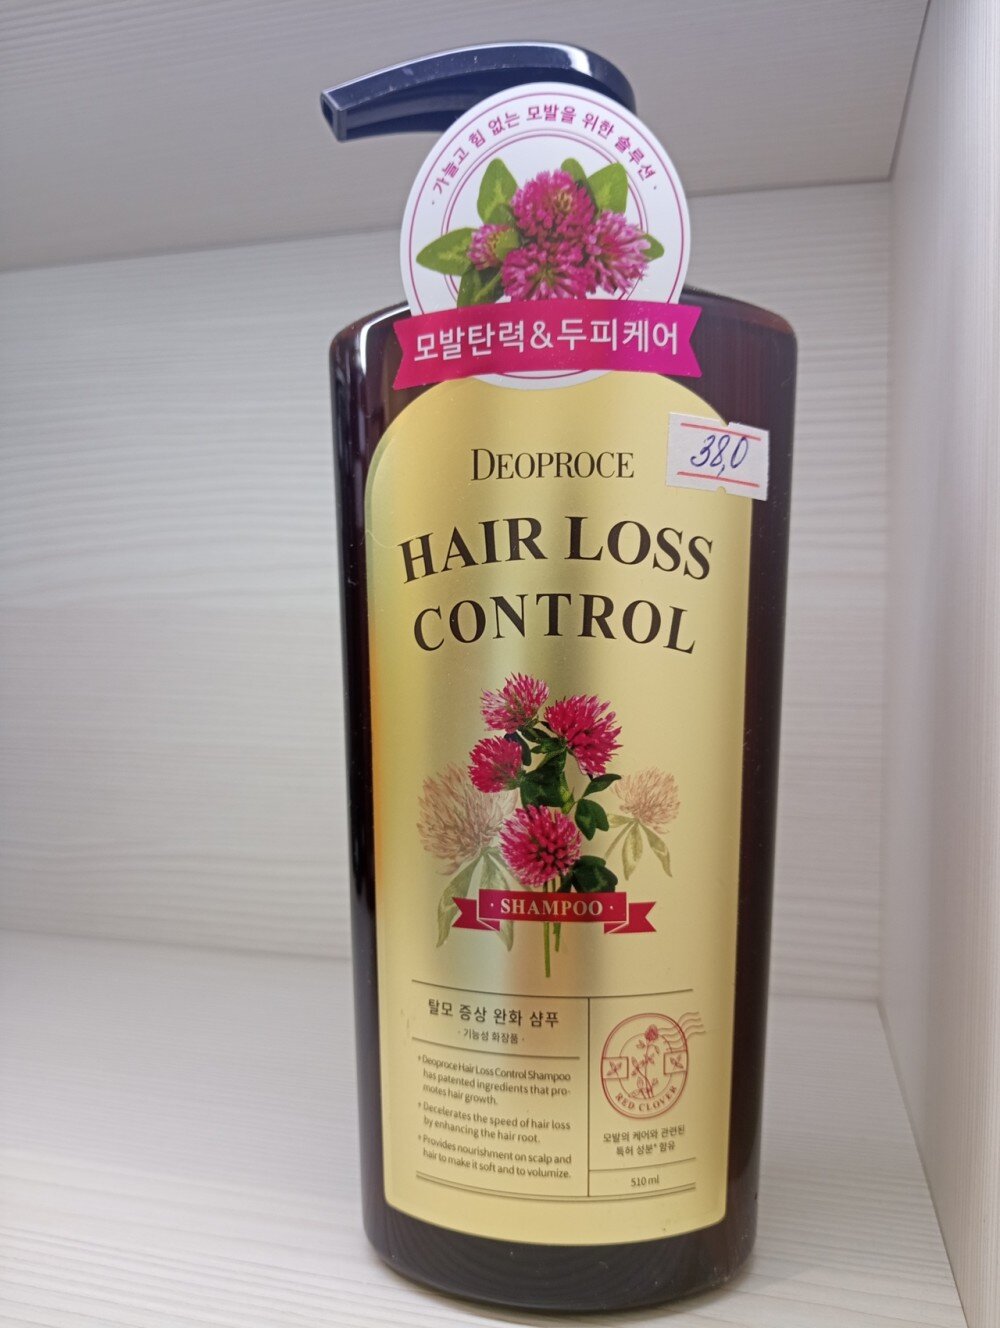 · 가늘고 힘 없는 모발을 위한 솔루션 ·
모발탄력&두피케어
38,0
DEOPROCE
HAIR LOSS
CONTROL
· SHAMPOO ·
탈모 증상 완화 샴푸
· 기능성 화장품 ·
* Deoproce Hair Loss Control Shampoo
has patented ingredients that pro-
motes hair growth.
* Decelerates the speed of hair loss
by enhancing the hair root.
* Provides nourishment on scalp and
hair to make it soft and to volumize.
RED CLOVER
모발의 케어와 관련된
특허 성분* 함유
510 ml